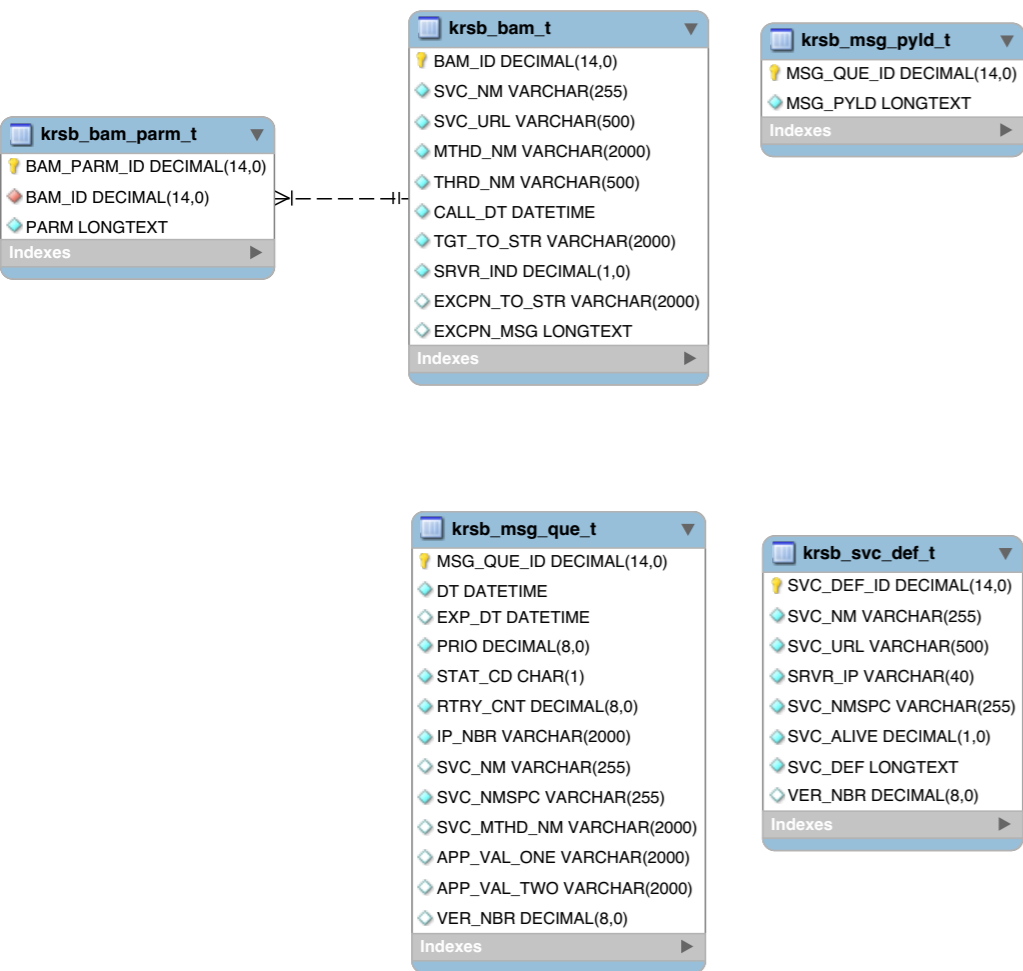 krsb_bam_parm_t
BAM_PARM_ID DECIMAL(14,0)
BAM_ID DECIMAL(14,0)
PARM LONGTEXT
Indexes
krsb_bam_t
BAM_ID DECIMAL(14,0)
SVC_NM VARCHAR(255)
SVC_URL VARCHAR(500)
MTHD_NM VARCHAR(2000)
THRD_NM VARCHAR(500)
CALL_DT DATETIME
TGT_TO_STR VARCHAR(2000)
SRVR_IND DECIMAL(1,0)
EXCPN_TO_STR VARCHAR(2000)
EXCPN_MSG LONGTEXT
Indexes
krsb_msg_pyld_t
MSG_QUE_ID DECIMAL(14,0)
MSG_PYLD LONGTEXT
Indexes
krsb_msg_que_t
MSG_QUE_ID DECIMAL(14,0)
DT DATETIME
EXP_DT DATETIME
PRIO DECIMAL(8,0)
STAT_CD CHAR(1)
RTRY_CNT DECIMAL(8,0)
IP_NBR VARCHAR(2000)
SVC_NM VARCHAR(255)
SVC_NMSPC VARCHAR(255)
SVC_MTHD_NM VARCHAR(2000)
APP_VAL_ONE VARCHAR(2000)
APP_VAL_TWO VARCHAR(2000)
VER_NBR DECIMAL(8,0)
Indexes
krsb_svc_def_t
SVC_DEF_ID DECIMAL(14,0)
SVC_NM VARCHAR(255)
SVC_URL VARCHAR(500)
SRVR_IP VARCHAR(40)
SVC_NMSPC VARCHAR(255)
SVC_ALIVE DECIMAL(1,0)
SVC_DEF LONGTEXT
VER_NBR DECIMAL(8,0)
Indexes